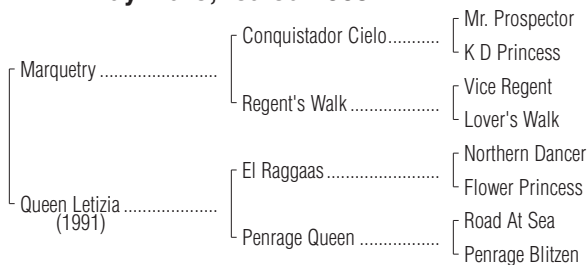 Conquistador Cielo...........
Mr. Prospector
K D Princess
Marquetry .........................
Regent's Walk ...................
Vice Regent
Lover's Walk
El Raggaas........................
Northern Dancer
Flower Princess
Queen Letizia ....................
(1991)
Penrage Queen .................
Road At Sea
Penrage Blitzen